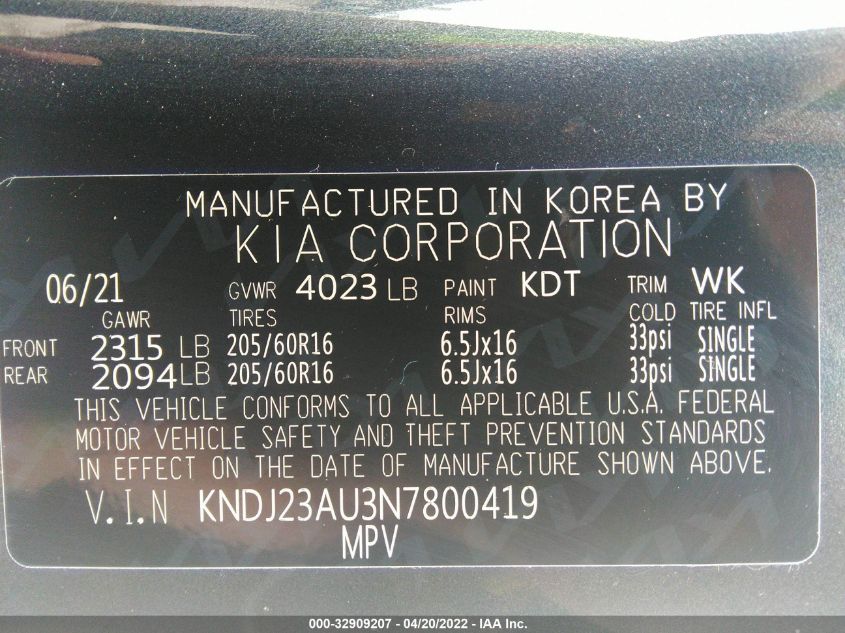 MANUFACTURED IN KOREA BY
KIA CORPORATION
06/21 GVWR 4023 LB PAINT KDT TRIM WK
GAWR TIRES RIMS COLD TIRE INFL
FRONT 2315 LB 205/60R16 6.5Jx16 33psi SINGLE
REAR 2094 LB 205/60R16 6.5Jx16 33psi SINGLE
THIS VEHICLE CONFORMS TO ALL APPLICABLE U.S.A. FEDERAL
MOTOR VEHICLE SAFETY AND THEFT PREVENTION STANDARDS
IN EFFECT ON THE DATE OF MANUFACTURE SHOWN ABOVE.
V.I.N KNDJ23AU3N7800419
MPV
000-32909207 - 04/20/2022 - IAA Inc.